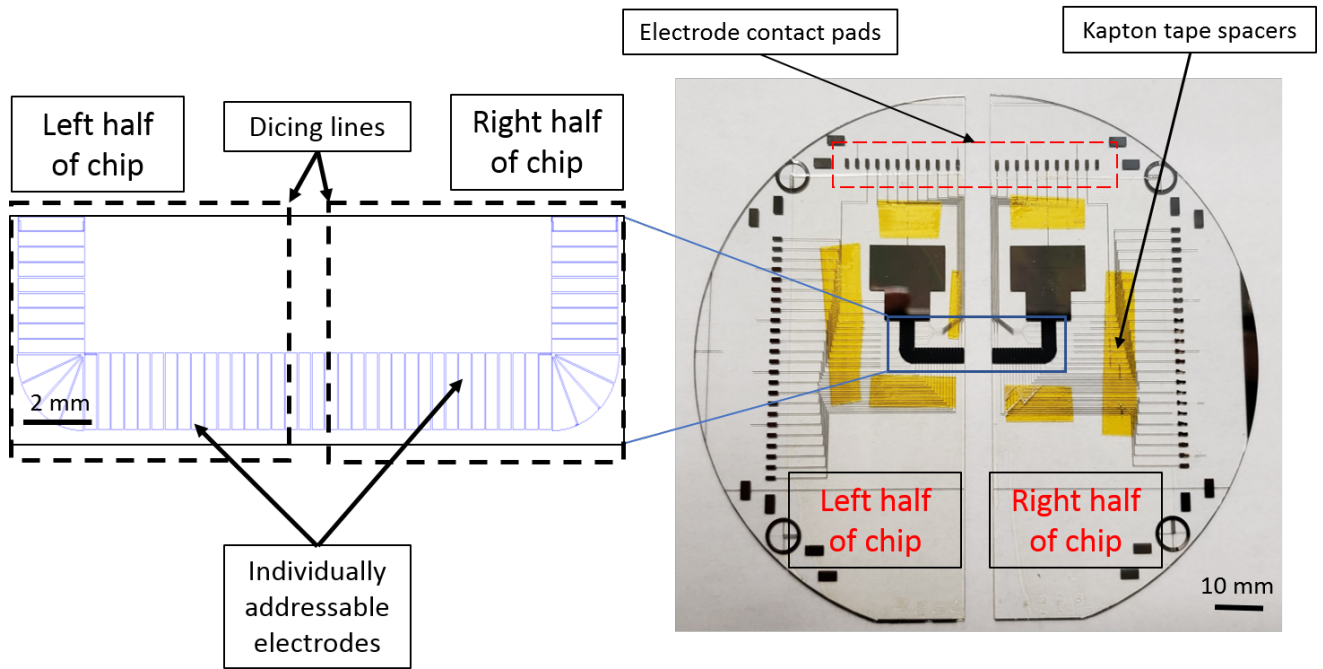 Electrode contact pads
Kapton tape spacers
Left half
of chip
Dicing lines
Right half
of chip
2 mm
Individually
addressable
electrodes
Left half
of chip
Right half
of chip
10 mm